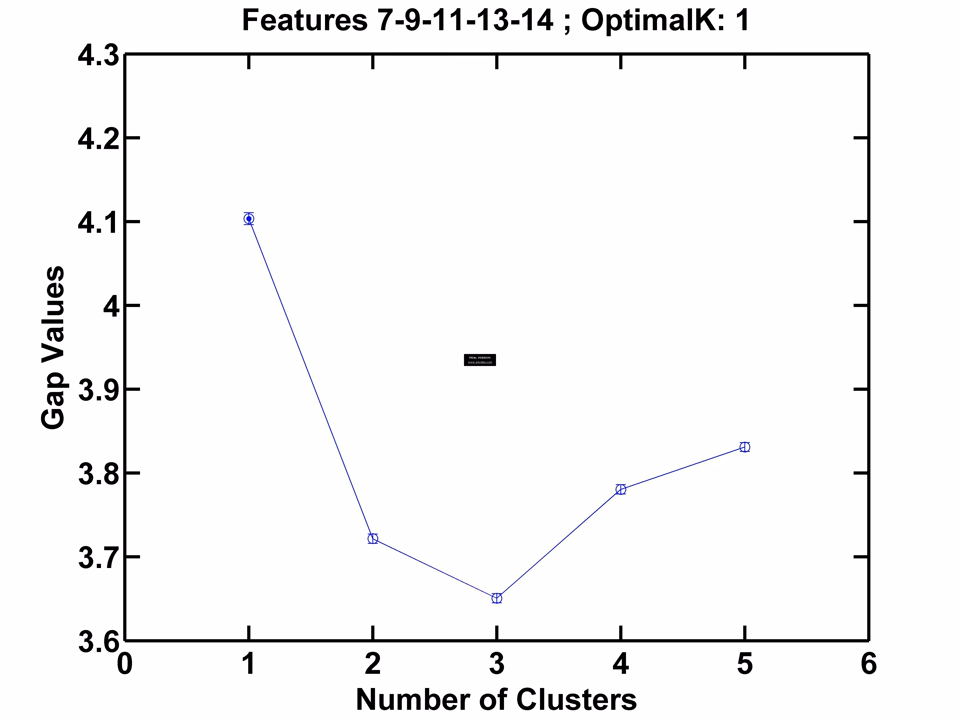 Features 7-9-11-13-14 ; OptimalK: 1
4.3
4.2
4.1
4
3.9
3.8
3.7
3.6
Gap Values
0 1 2 3 4 5 6
Number of Clusters